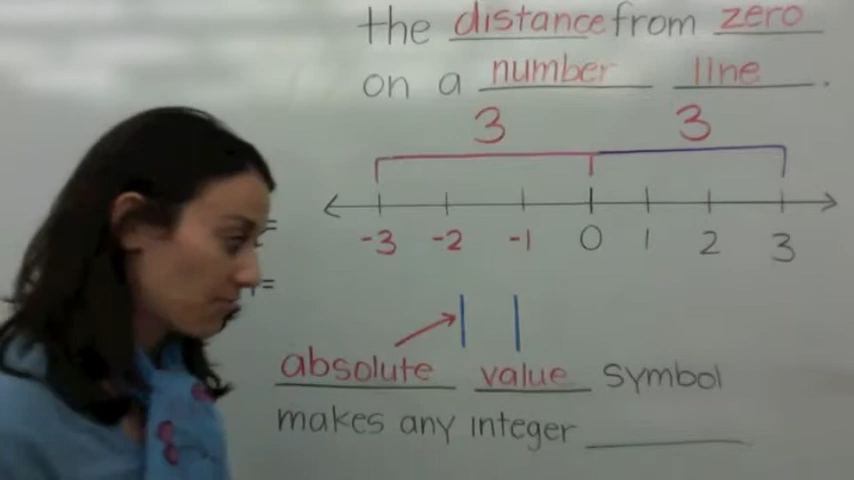 the distance from zero
on a number line.
3 3
-3 -2 -1 0 1 2 3
=
=
absolute value symbol
makes any integer